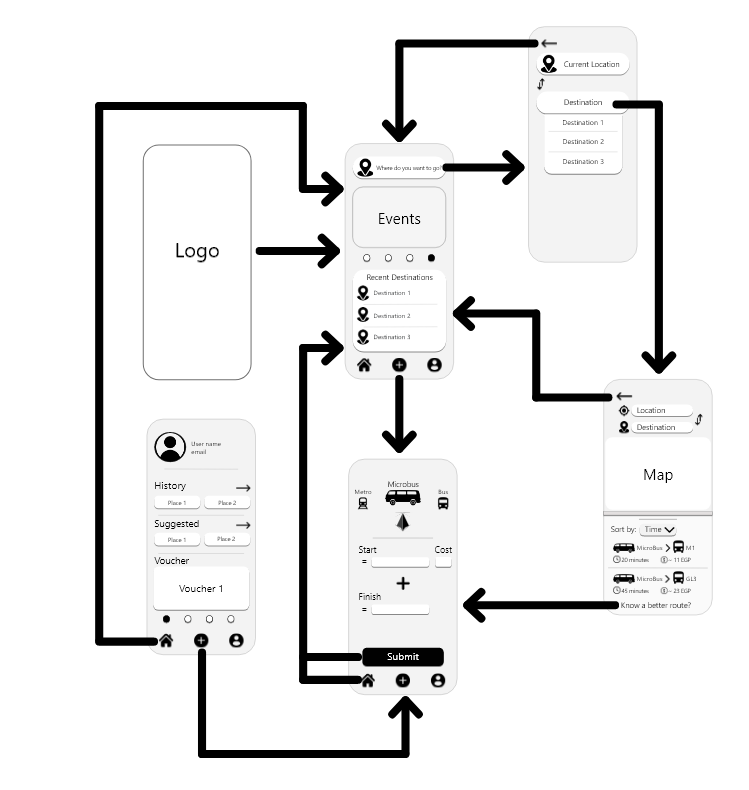 Current Location
Destination
Destination 1
Destination 2
Destination 3
Logo
Where do you want to go?
Events
Recent Destinations
Destination 1
Destination 2
Destination 3
Location
Destination
Map
Sort by: Time
MicroBus > M1
20 minutes ~ 11 EGP
MicroBus > GL3
45 minutes ~ 23 EGP
Know a better route?
User name
email
History
Place 1 Place 2
Suggested
Place 1 Place 2
Voucher
Voucher 1
Microbus
Metro Bus
Start Cost
=
+
Finish
=
Submit